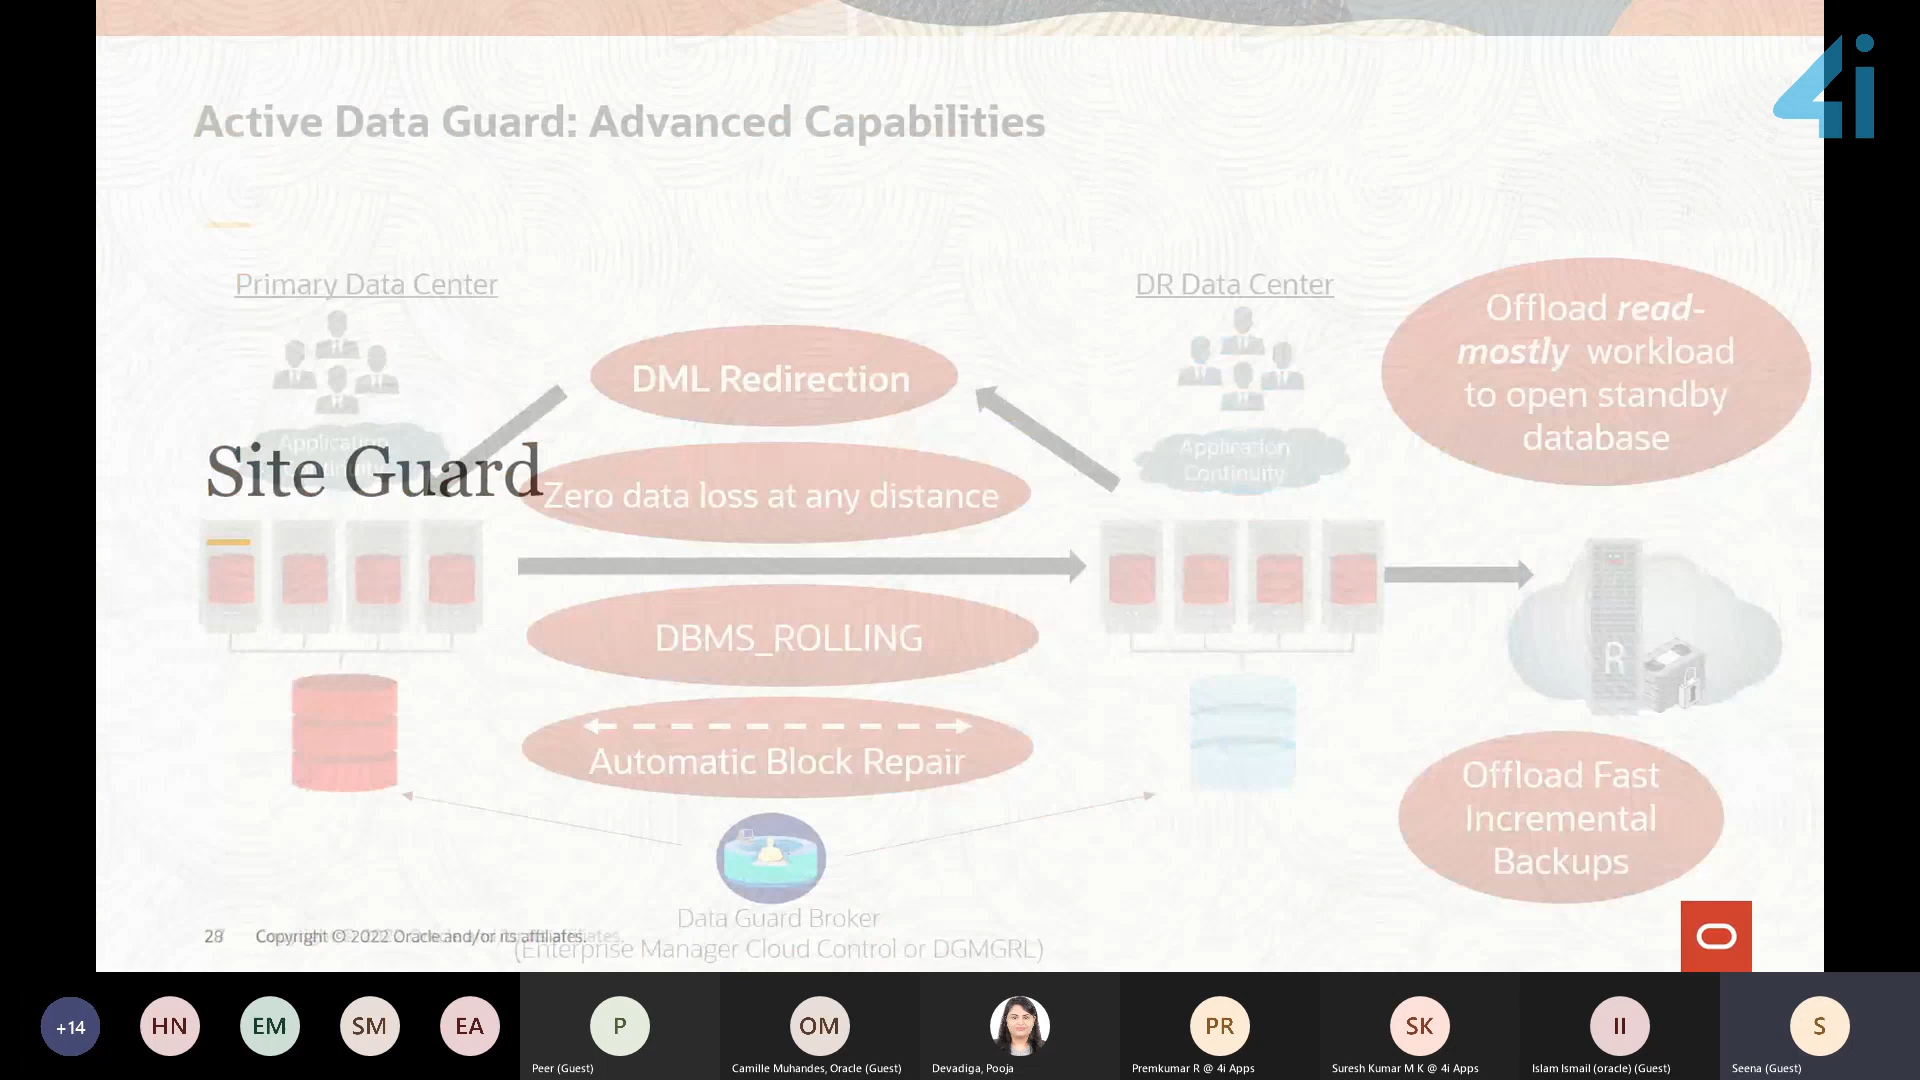 4i
Active Data Guard: Advanced Capabilities
Primary Data Center
DR Data Center
Offload read-
mostly workload
to open standby
database
DML Redirection
Application
Application
Continuity
Site Guard
Zero data loss at any distance
DBMS_ROLLING
R
Automatic Block Repair
Offload Fast
Incremental
Backups
Data Guard Broker
(Enterprise Manager Cloud Control or DGMGRL)
28 Copyright © 2022 Oracle and/or its affiliates.
+14
HN
EM
SM
EA
P
OM
PR
SK
II
S
Peer (Guest)
Camille Muhandes, Oracle (Guest)
Devadiga, Pooja
Premkumar R @ 4i Apps
Suresh Kumar M K @ 4i Apps
Islam Ismail (oracle) (Guest)
Seena (Guest)